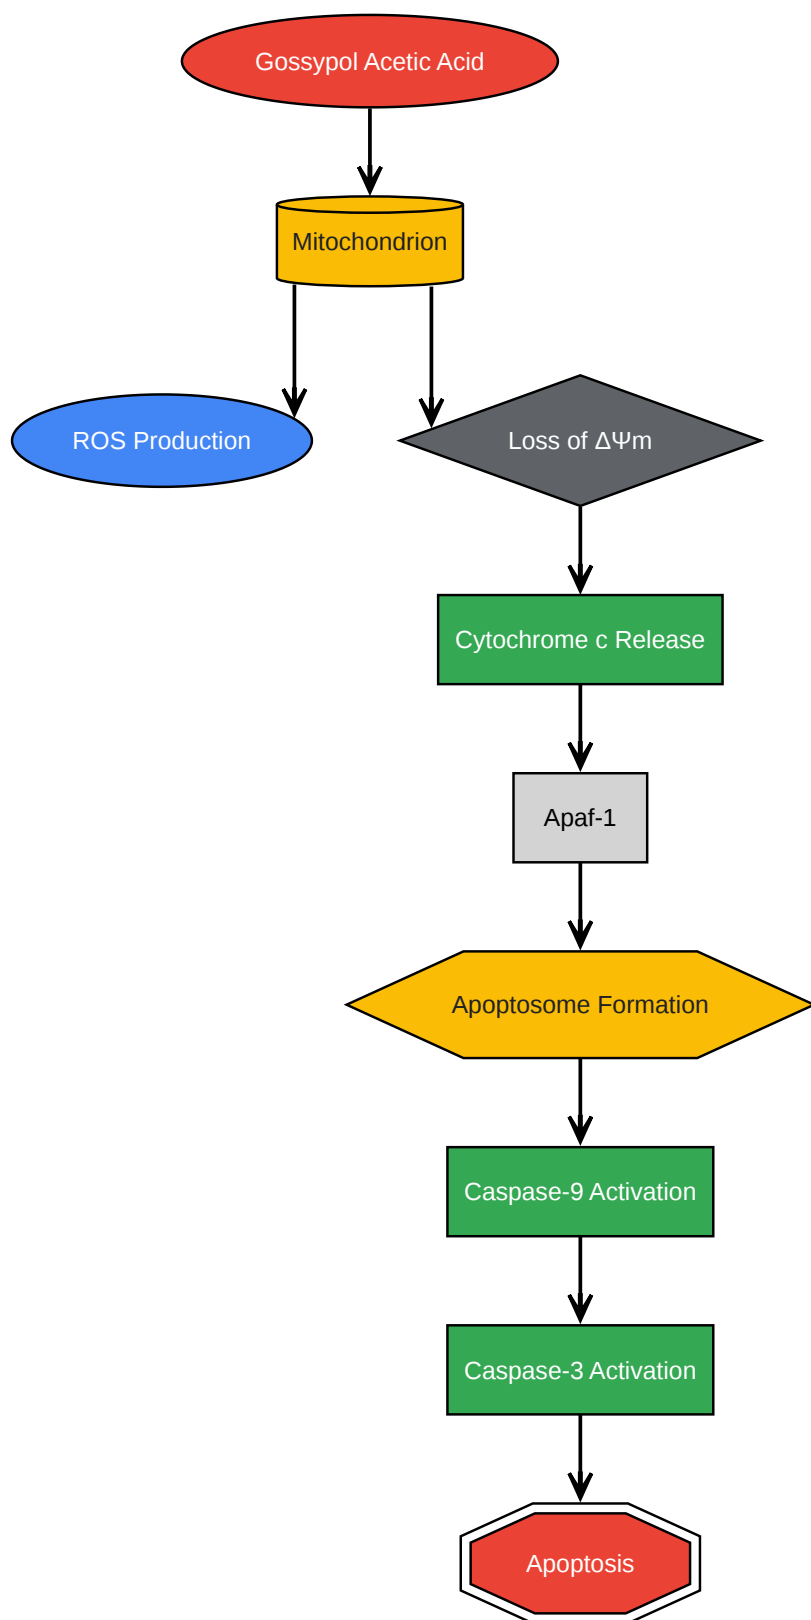 Gossypol Acetic Acid
Mitochondrion
ROS Production
Loss of ΔΨm
Cytochrome c Release
Apaf-1
Apoptosome Formation
Caspase-9 Activation
Caspase-3 Activation
Apoptosis